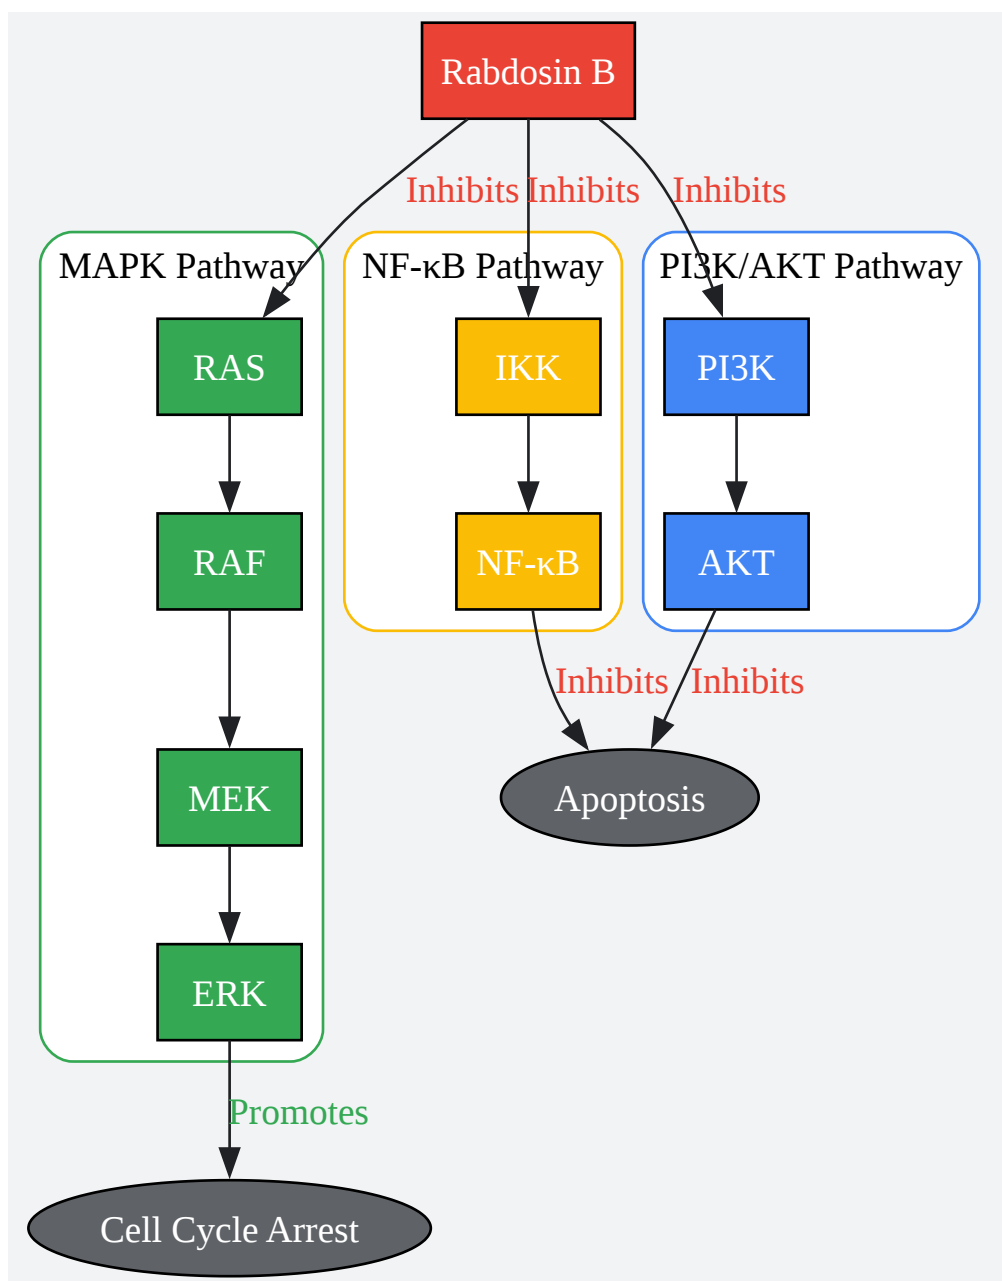 Rabdosin B
Inhibits
Inhibits
Inhibits
MAPK Pathway
NF-κB Pathway
PI3K/AKT Pathway
RAS
IKK
PI3K
RAF
NF-κB
AKT
Inhibits
Inhibits
MEK
Apoptosis
ERK
Promotes
Cell Cycle Arrest